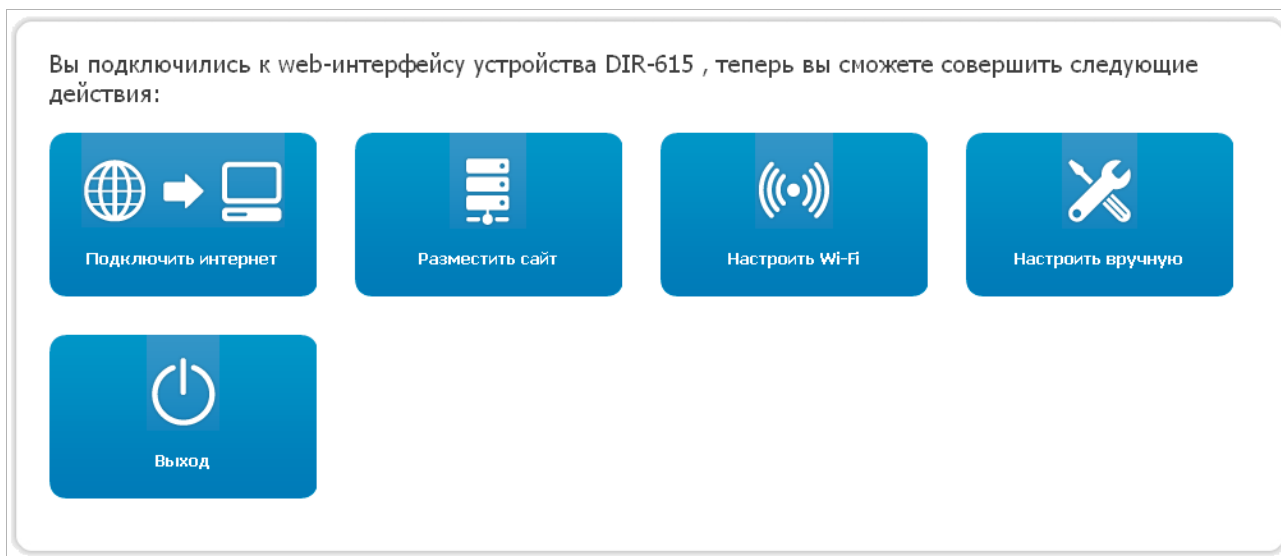 Вы подключились к web-интерфейсу устройства DIR-615 , теперь вы сможете совершить следующие
действия:
Подключить интернет
Разместить сайт
Настроить Wi-Fi
Настроить вручную
Выход